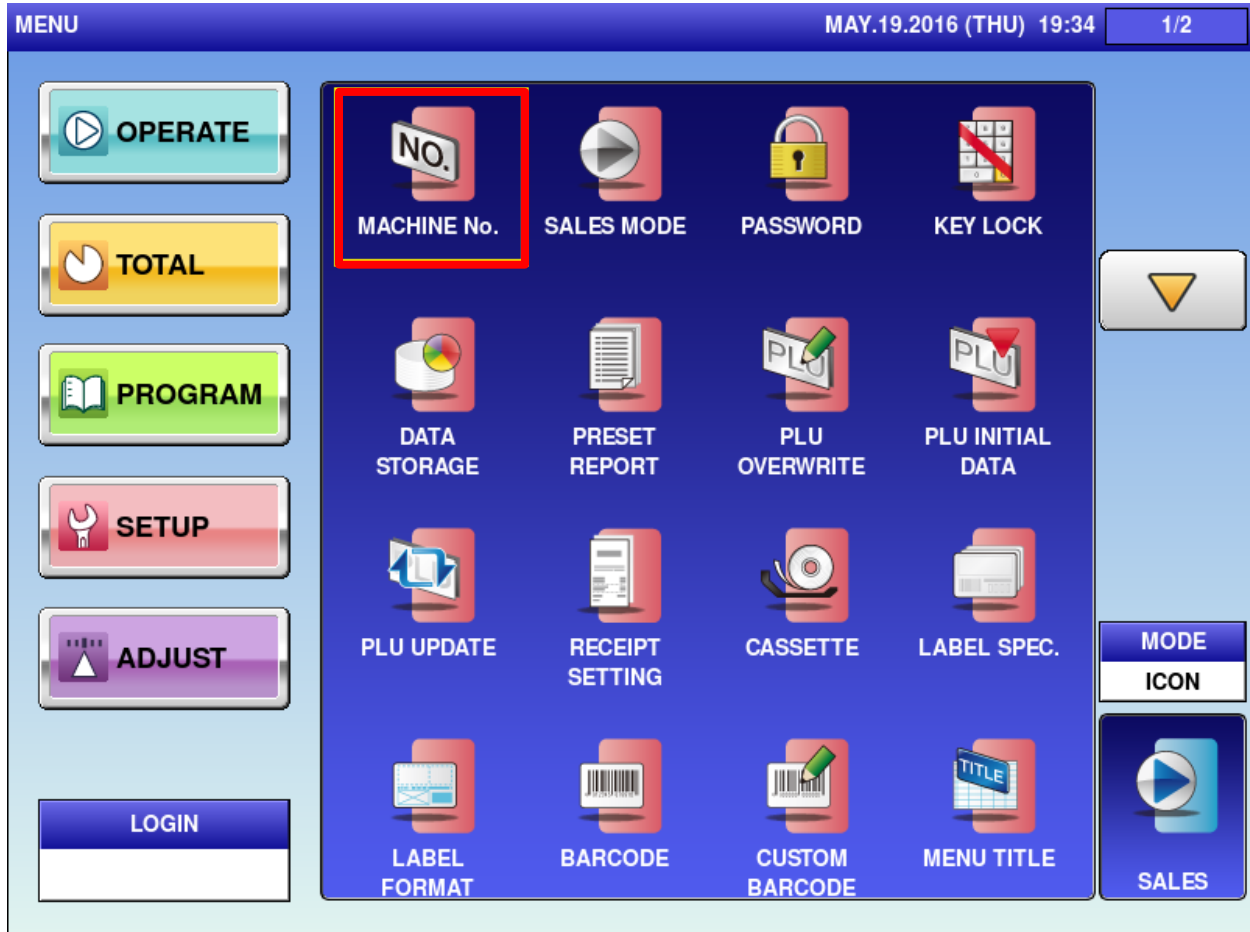 MENU
MAY.19.2016 (THU) 19:34
1/2
OPERATE
TOTAL
PROGRAM
SETUP
ADJUST
LOGIN
NO.
MACHINE No.
SALES MODE
PASSWORD
KEY LOCK
DATA
STORAGE
PRESET
REPORT
PLU
PLU
OVERWRITE
PLU
PLU INITIAL
DATA
PLU
PLU UPDATE
RECEIPT
SETTING
CASSETTE
LABEL SPEC.
LABEL
FORMAT
BARCODE
CUSTOM
BARCODE
TITLE
MENU TITLE
MODE
ICON
SALES